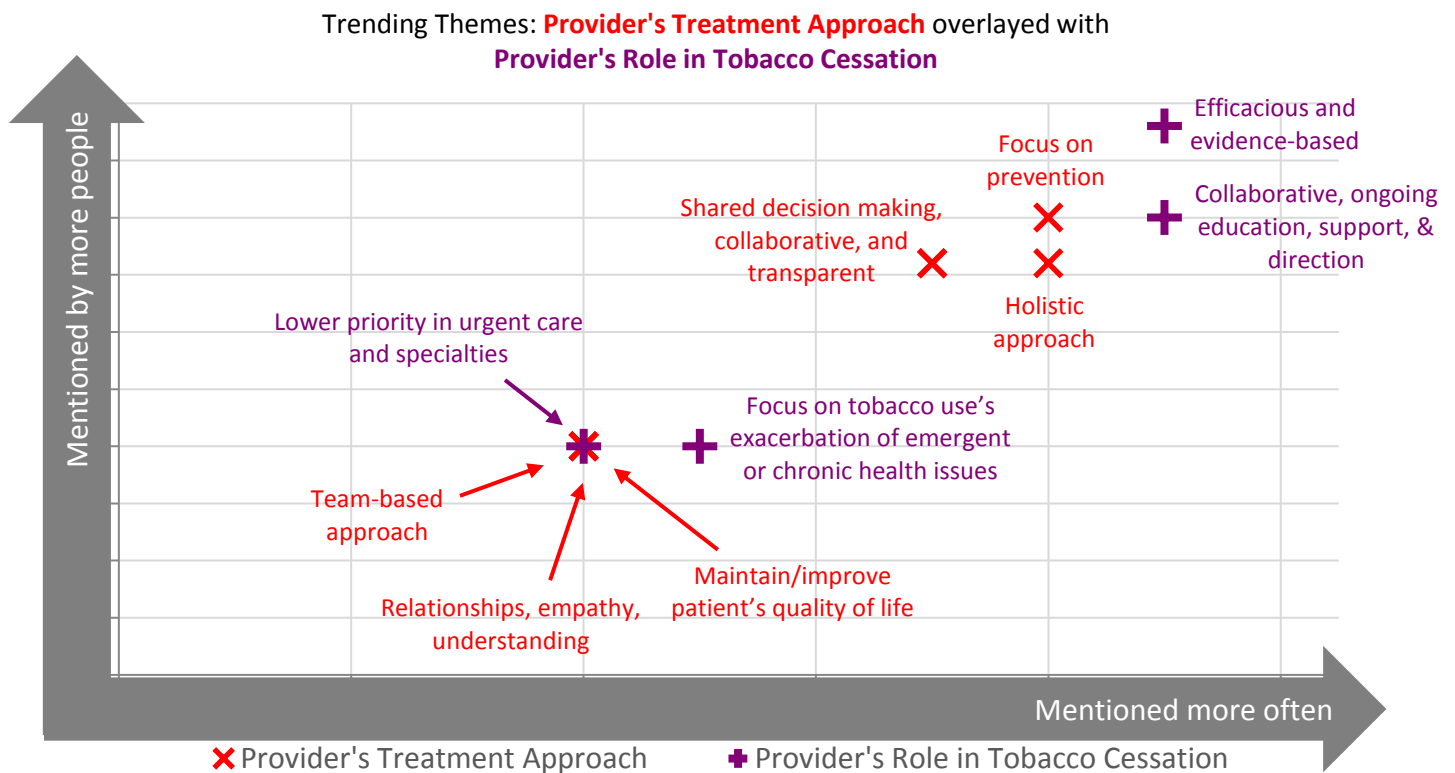 Trending Themes: Provider's Treatment Approach overlayed with
Provider's Role in Tobacco Cessation
Mentioned by more people
Efficacious and
evidence-based
Focus on
prevention
Collaborative, ongoing
education, support, &
direction
Shared decision making,
collaborative, and
transparent
Holistic
approach
Lower priority in urgent care
and specialties
Focus on tobacco use’s
exacerbation of emergent
or chronic health issues
Team-based
approach
Relationships, empathy,
understanding
Maintain/improve
patient’s quality of life
Mentioned more often
Provider's Treatment Approach
Provider's Role in Tobacco Cessation